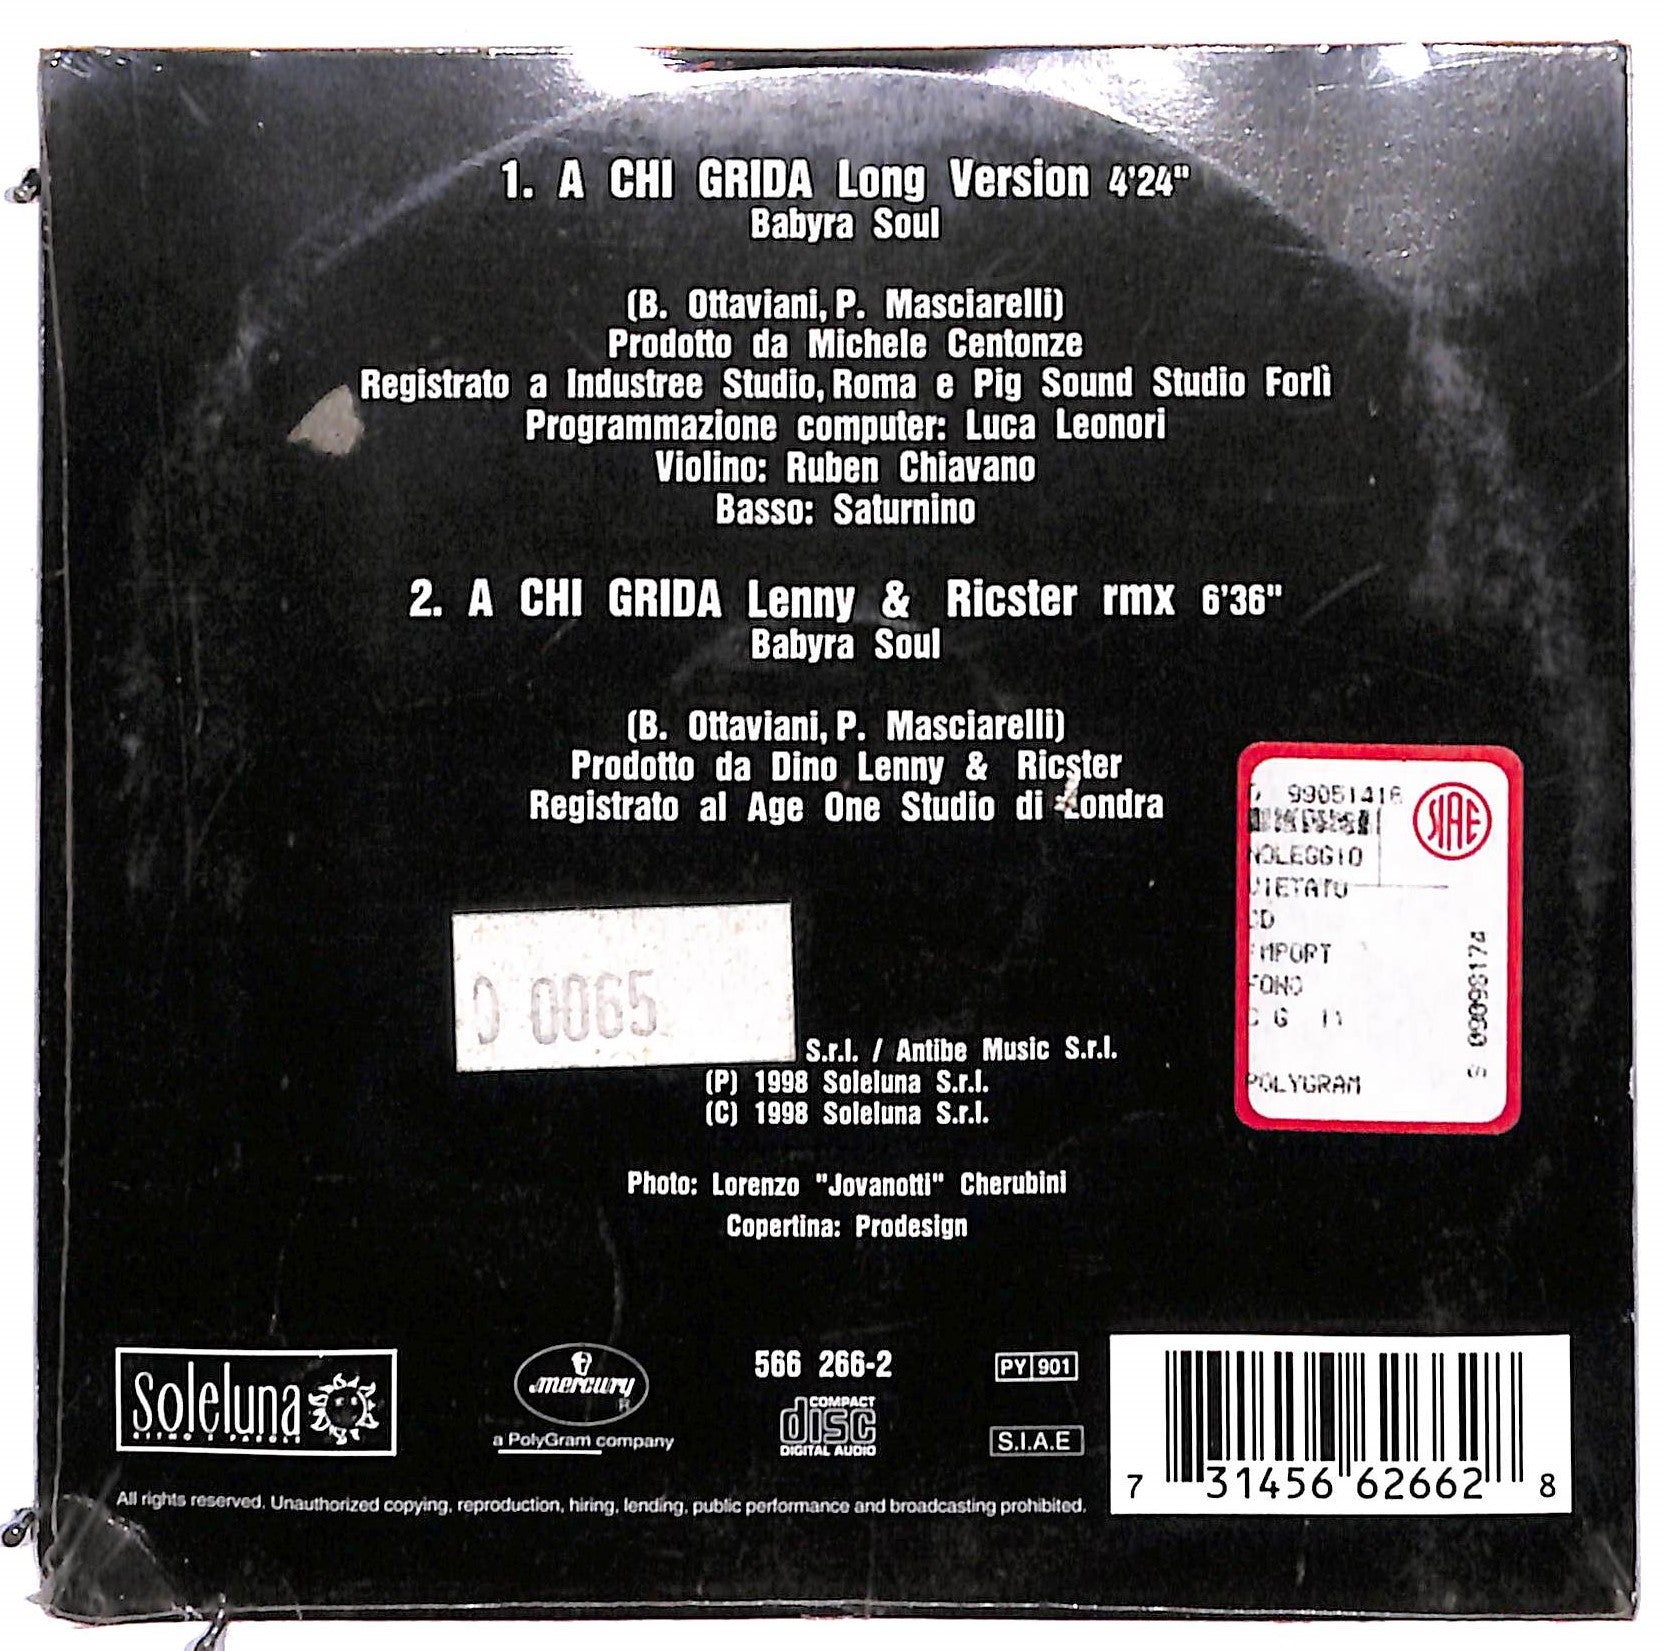 1. A CHI GRIDA Long Version 4'24"
Babyra Soul
(B. Ottaviani, P. Masciarelli)
Prodotto da Michele Centonze
Registrato a Industree Studio, Roma e Pig Sound Studio Forlì
Programmazione computer: Luca Leonori
Violino: Ruben Chiavano
Basso: Saturnino
2. A CHI GRIDA Lenny & Ricster rmx 6'36"
Babyra Soul
(B. Ottaviani, P. Masciarelli)
Prodotto da Dino Lenny & Ricster
Registrato al Age One Studio di Londra
D 0065
S.r.l. / Antibe Music S.r.l.
(P) 1998 Soleluna S.r.l.
(C) 1998 Soleluna S.r.l.
Photo: Lorenzo "Jovanotti" Cherubini
Copertina: Prodesign
99051416
SIAE
NOLEGGIO
VIETATO
CD
IMPORT
FONO
C G 11
POLYGRAM
S 09098174
Soleluna
RITMO E PAROLE
mercury
a PolyGram company
566 266-2
COMPACT
disc
DIGITAL AUDIO
PY 901
S.I.A.E
7 31456 62662 8
All rights reserved. Unauthorized copying, reproduction, hiring, lending, public performance and broadcasting prohibited.